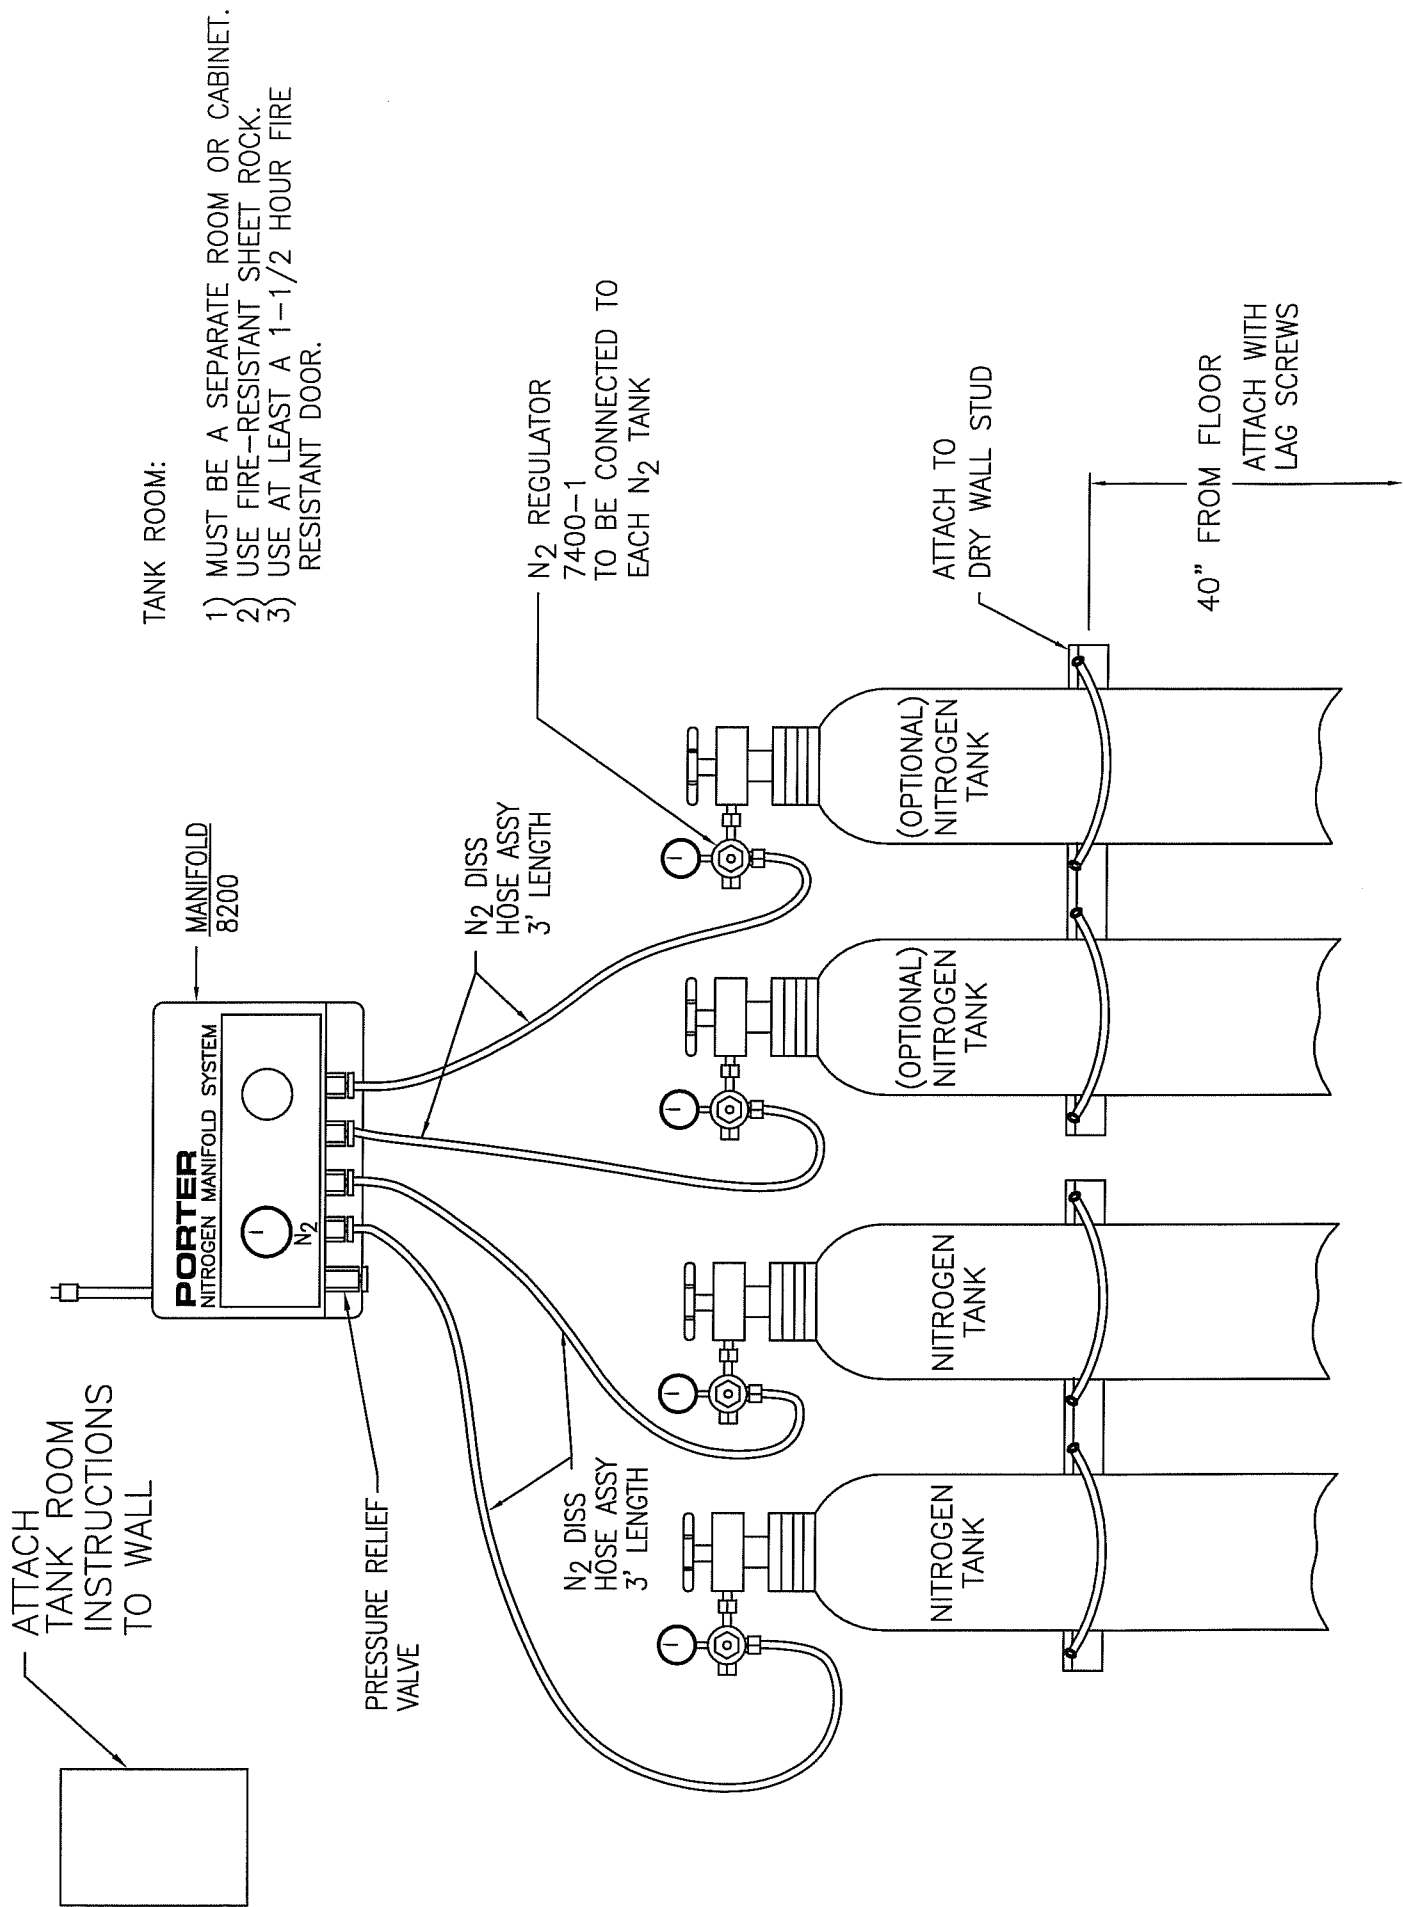 ATTACH
TANK ROOM
INSTRUCTIONS
TO WALL
PORTER
NITROGEN MANIFOLD SYSTEM
N2
MANIFOLD
8200
TANK ROOM:
1) MUST BE A SEPARATE ROOM OR CABINET.
2) USE FIRE-RESISTANT SHEET ROCK.
3) USE AT LEAST A 1-1/2 HOUR FIRE
RESISTANT DOOR.
PRESSURE RELIEF
VALVE
N2 DISS
HOSE ASSY
3' LENGTH
N2 DISS
HOSE ASSY
3' LENGTH
N2 REGULATOR
7400-1
TO BE CONNECTED TO
EACH N2 TANK
NITROGEN
TANK
NITROGEN
TANK
(OPTIONAL)
NITROGEN
TANK
(OPTIONAL)
NITROGEN
TANK
ATTACH TO
DRY WALL STUD
40" FROM FLOOR
ATTACH WITH
LAG SCREWS